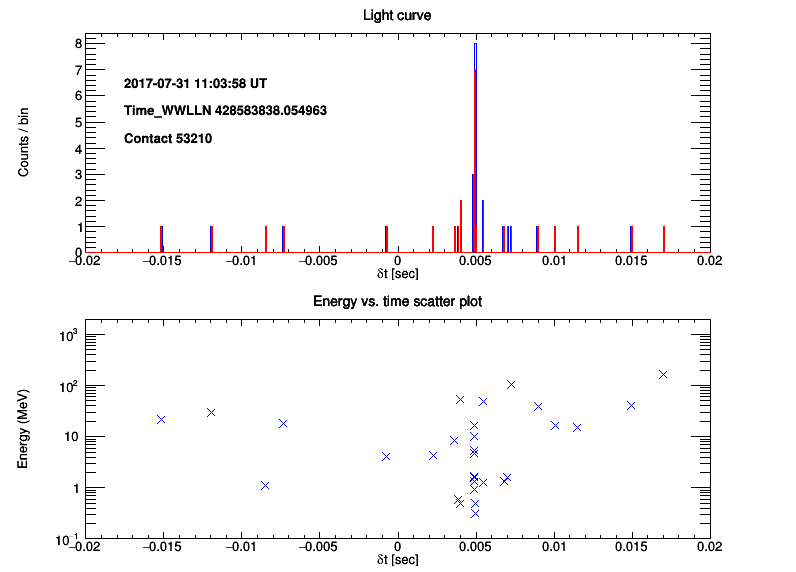 Light curve
Counts / bin
8
7
6
5
4
3
2
1
0
2017-07-31 11:03:58 UT
Time_WWLLN 428583838.054963
Contact 53210
−0.02 −0.015 −0.01 −0.005 0 0.005 0.01 0.015 0.02
δt [sec]
Energy vs. time scatter plot
Energy (MeV)
10³
10²
10
1
10⁻¹
−0.02 −0.015 −0.01 −0.005 0 0.005 0.01 0.015 0.02
δt [sec]